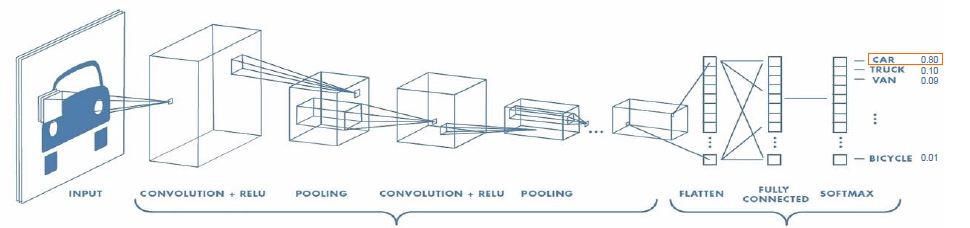 CAR 0.80
TRUCK 0.10
VAN 0.09
BICYCLE 0.01
INPUT
CONVOLUTION + RELU
POOLING
CONVOLUTION + RELU
POOLING
FLATTEN
FULLY
CONNECTED
SOFTMAX